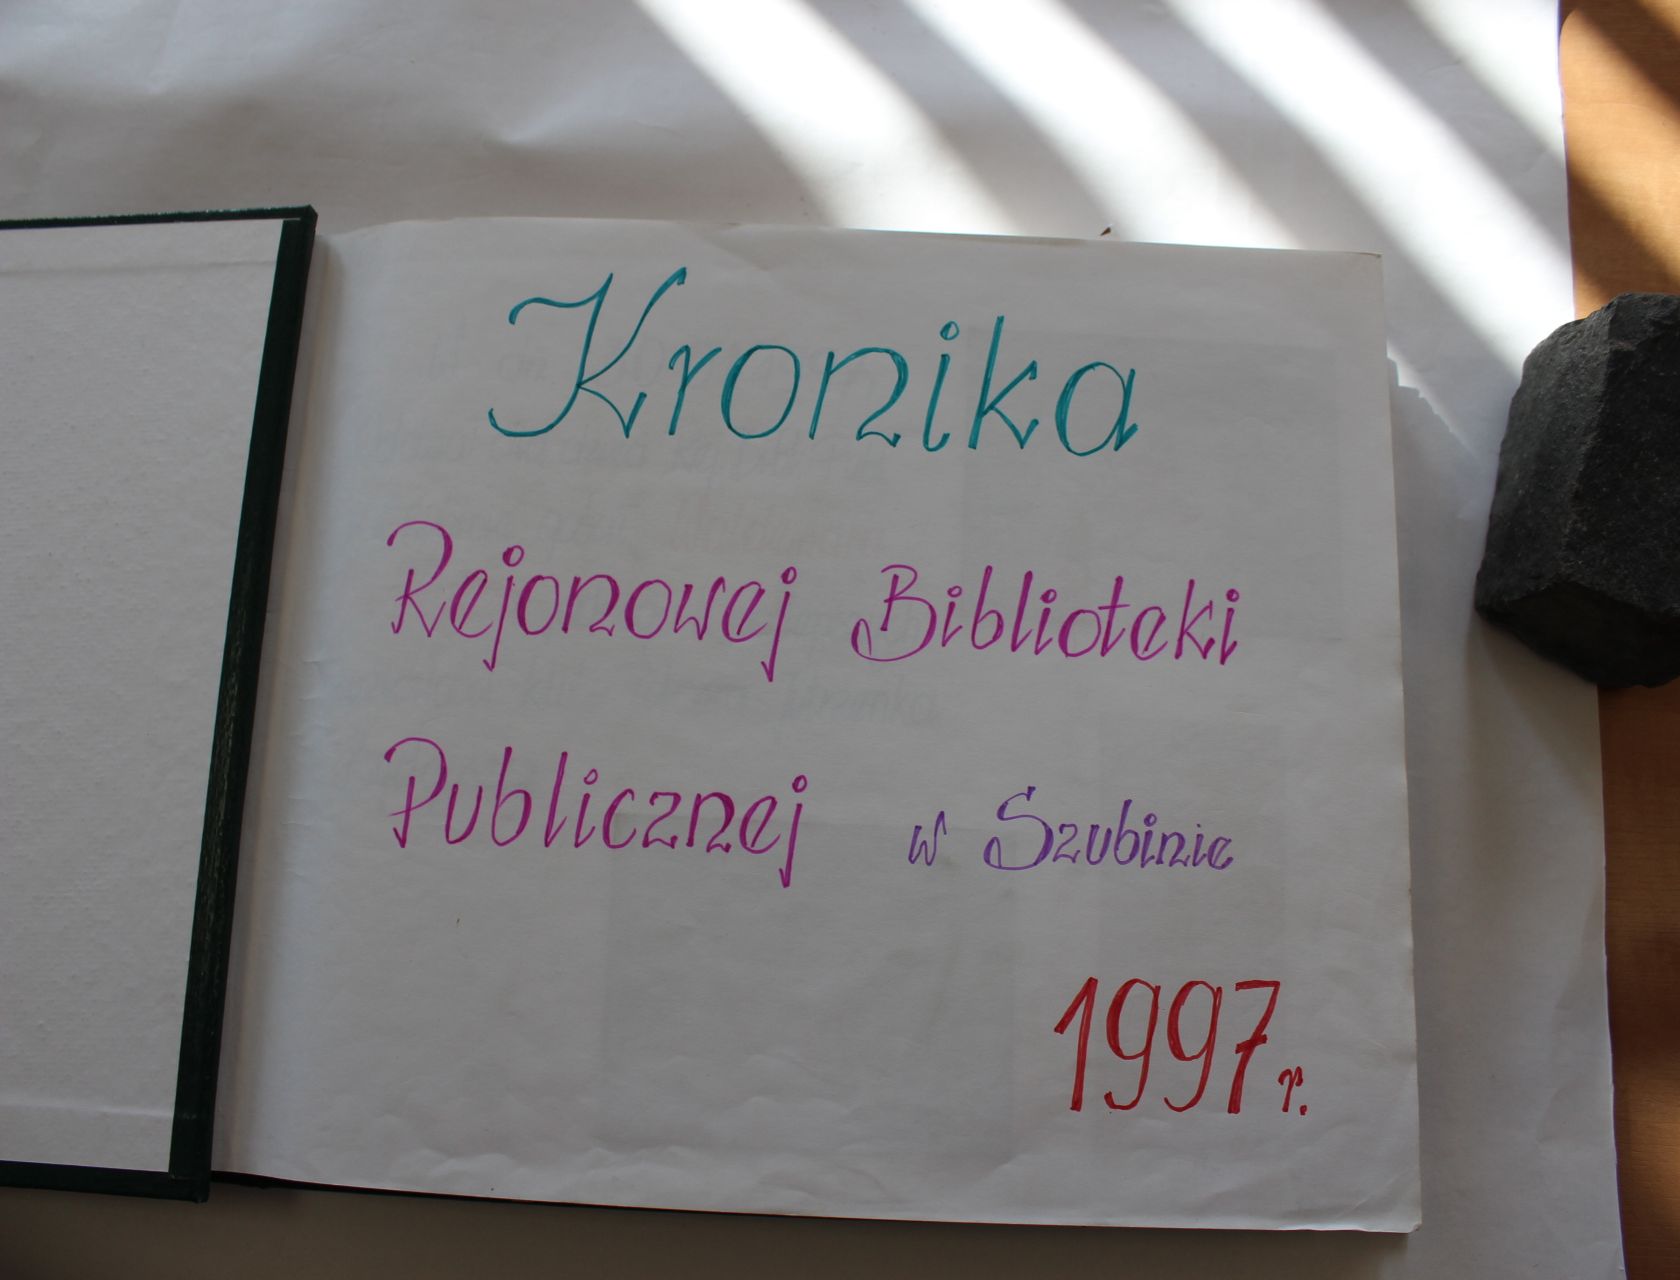 Kronika
Rejonowej Biblioteki
Publicznej w Szubinie
1997 r.